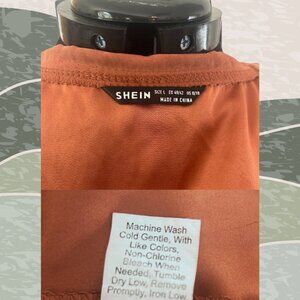 SHEIN
SIZE L
MADE IN CHINA
Machine Wash
Cold Gentle, With
Like Colors,
Non-Chlorine
Bleach When
Needed, Tumble
Dry Low, Remove
Promptly, Iron Low